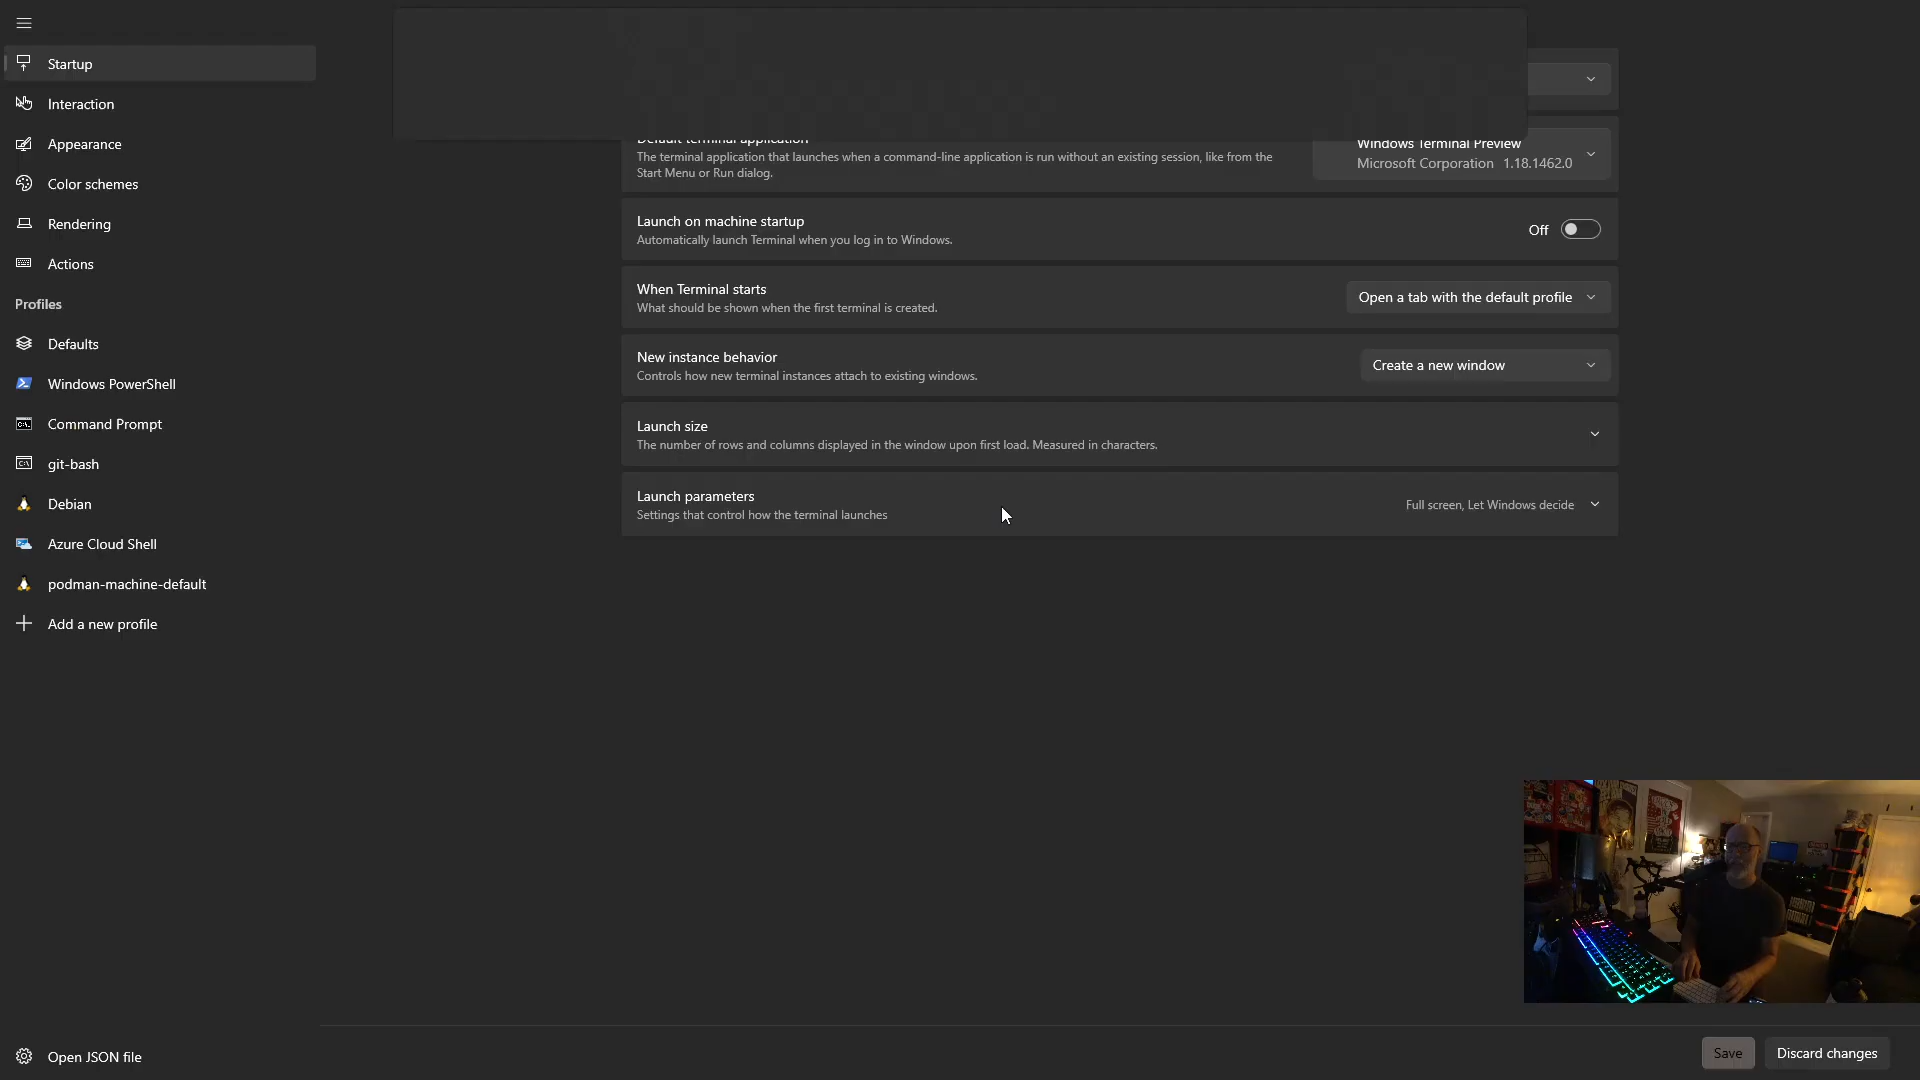 Startup
Interaction
Appearance
Color schemes
Rendering
Actions
Profiles
Defaults
Windows PowerShell
Command Prompt
git-bash
Debian
Azure Cloud Shell
podman-machine-default
Add a new profile
Open JSON file
Default terminal application
The terminal application that launches when a command-line application is run without an existing session, like from the
Start Menu or Run dialog.
Windows Terminal Preview
Microsoft Corporation 1.18.1462.0
Launch on machine startup
Automatically launch Terminal when you log in to Windows.
Off
When Terminal starts
What should be shown when the first terminal is created.
Open a tab with the default profile
New instance behavior
Controls how new terminal instances attach to existing windows.
Create a new window
Launch size
The number of rows and columns displayed in the window upon first load. Measured in characters.
Launch parameters
Settings that control how the terminal launches
Full screen, Let Windows decide
Save
Discard changes